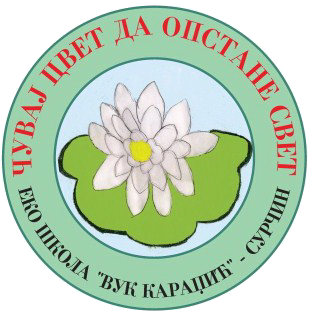 ЧУВАЈ ЦВЕТ ДА ОПСТАНЕ СВЕТ
ЕКО ШКОЛА "ВУК КАРАЏИЋ" - СУРЧИН